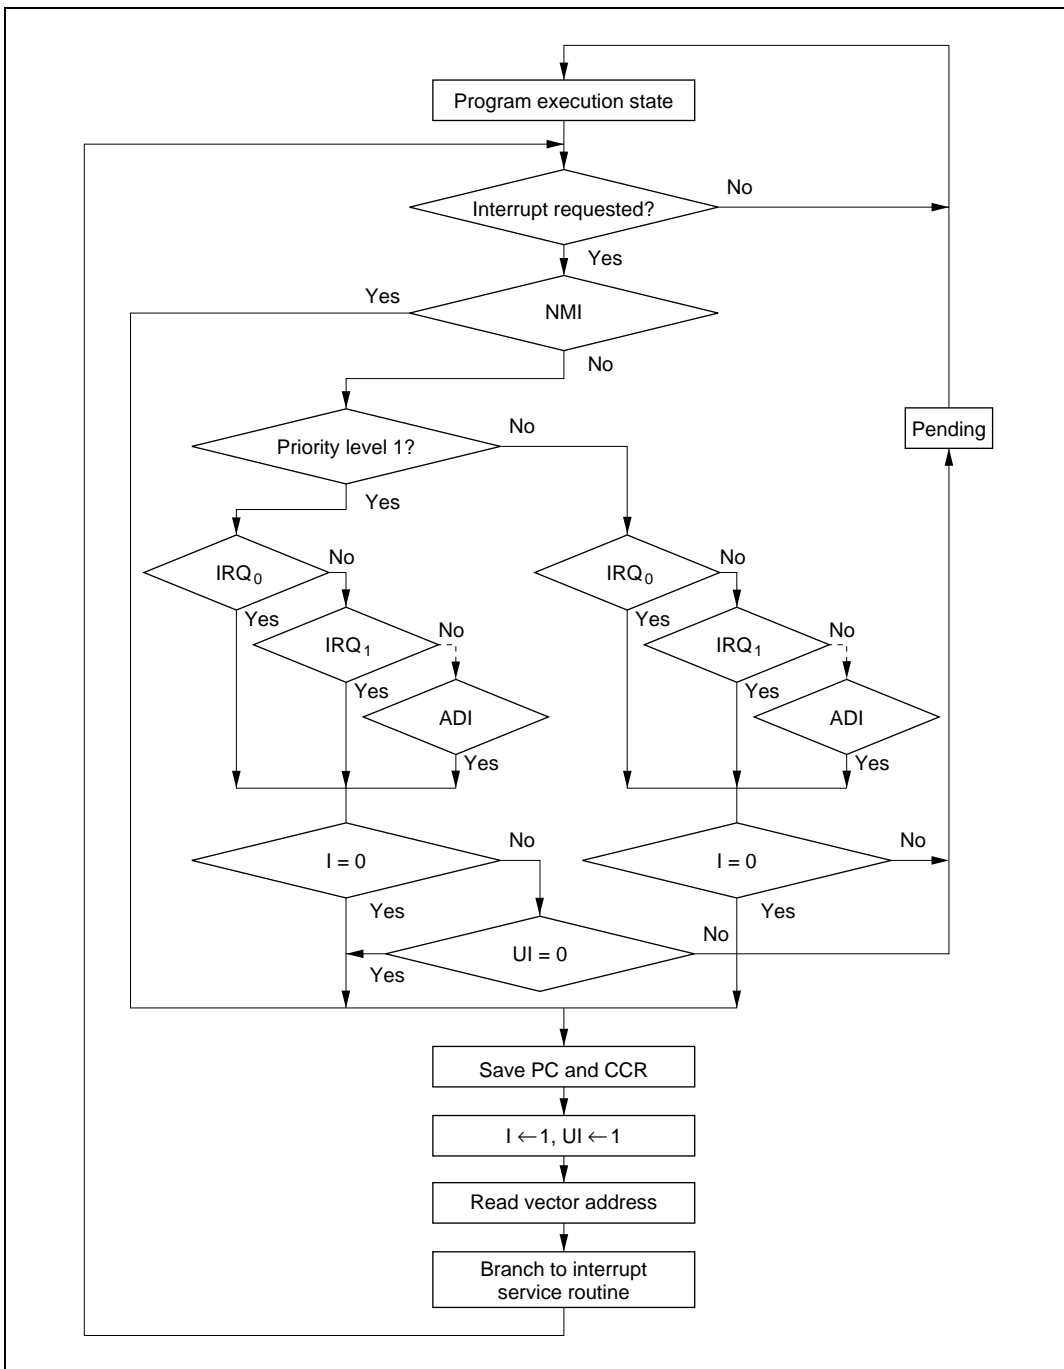 Program execution state
No
Interrupt requested?
Yes
Yes
NMI
No
No
Pending
Priority level 1?
Yes
No
No
IRQ0
IRQ0
Yes
No
Yes
No
IRQ1
IRQ1
Yes
Yes
ADI
ADI
Yes
Yes
No
No
I = 0
I = 0
Yes
Yes
No
UI = 0
Yes
Save PC and CCR
I ← 1, UI ← 1
Read vector address
Branch to interrupt
service routine